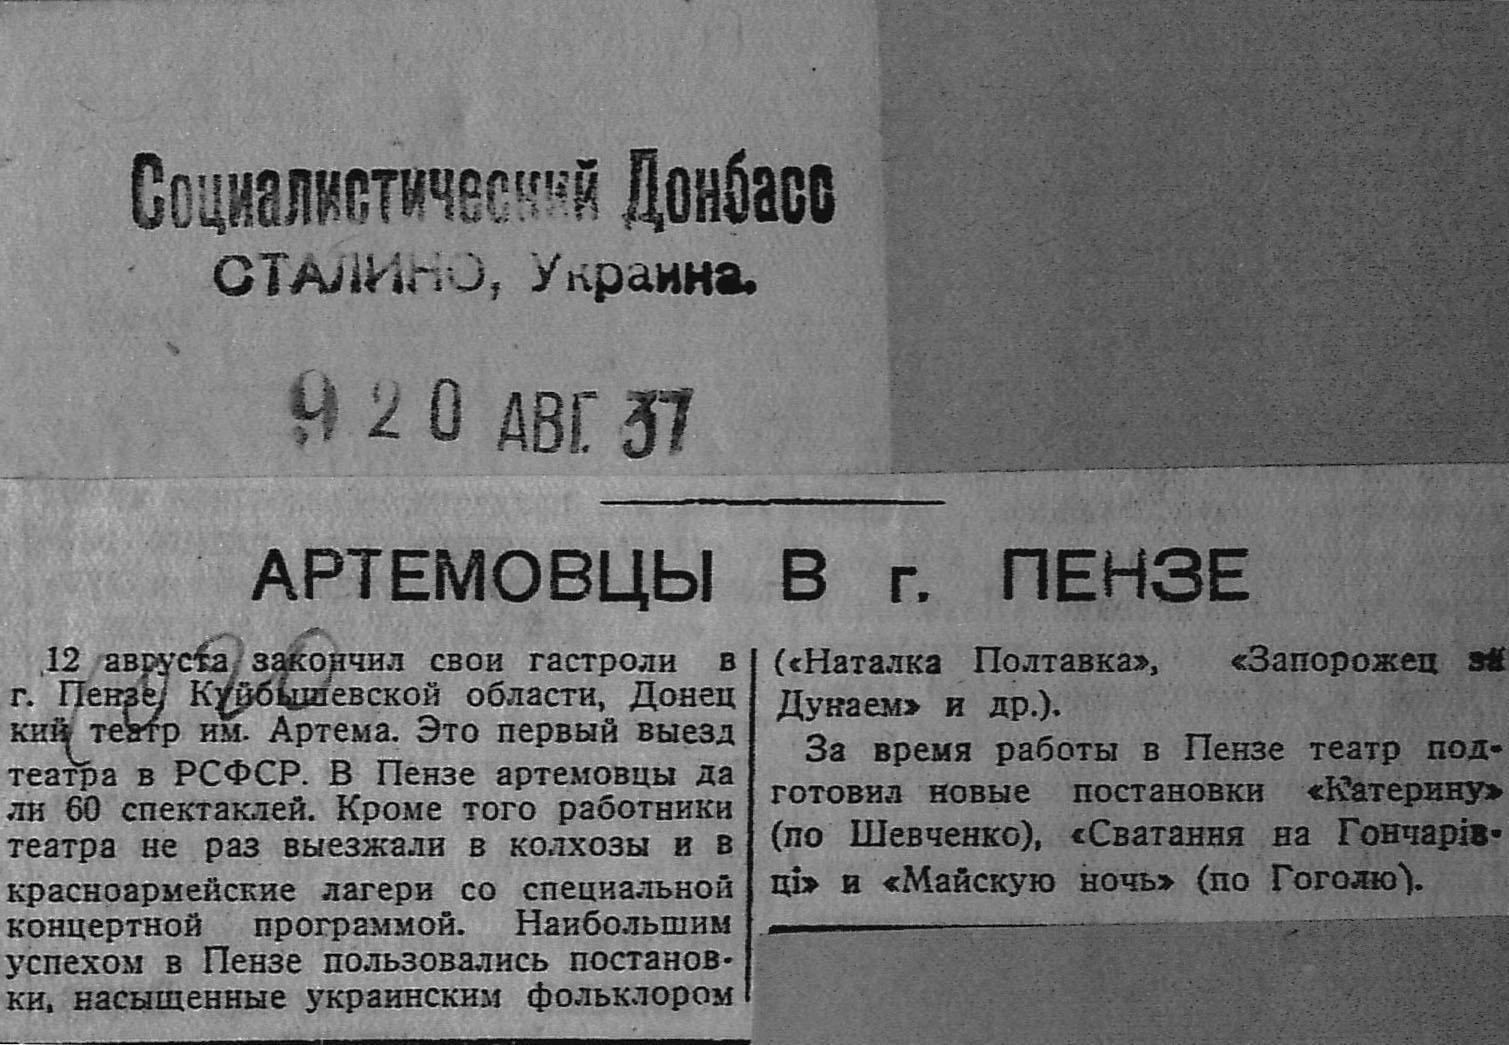 Социалистический Донбасс
СТАЛИНО, Украина.
9 20 АВГ. 37
АРТЕМОВЦЫ В г. ПЕНЗЕ
12 августа закончил свои гастроли в
г. Пензе, Куйбышевской области, Донец
кий театр им. Артема. Это первый выезд
театра в РСФСР. В Пензе артемовцы да
ли 60 спектаклей. Кроме того работники
театра не раз выезжали в колхозы и в
красноармейские лагери со специальной
концертной программой. Наибольшим
успехом в Пензе пользовались постанов-
ки, насыщенные украинским фольклором
(«Наталка Полтавка», «Запорожец за
Дунаем» и др.).
За время работы в Пензе театр под-
готовил новые постановки «Катерину»
(по Шевченко), «Сватання на Гончарів-
ці» и «Майскую ночь» (по Гоголю).